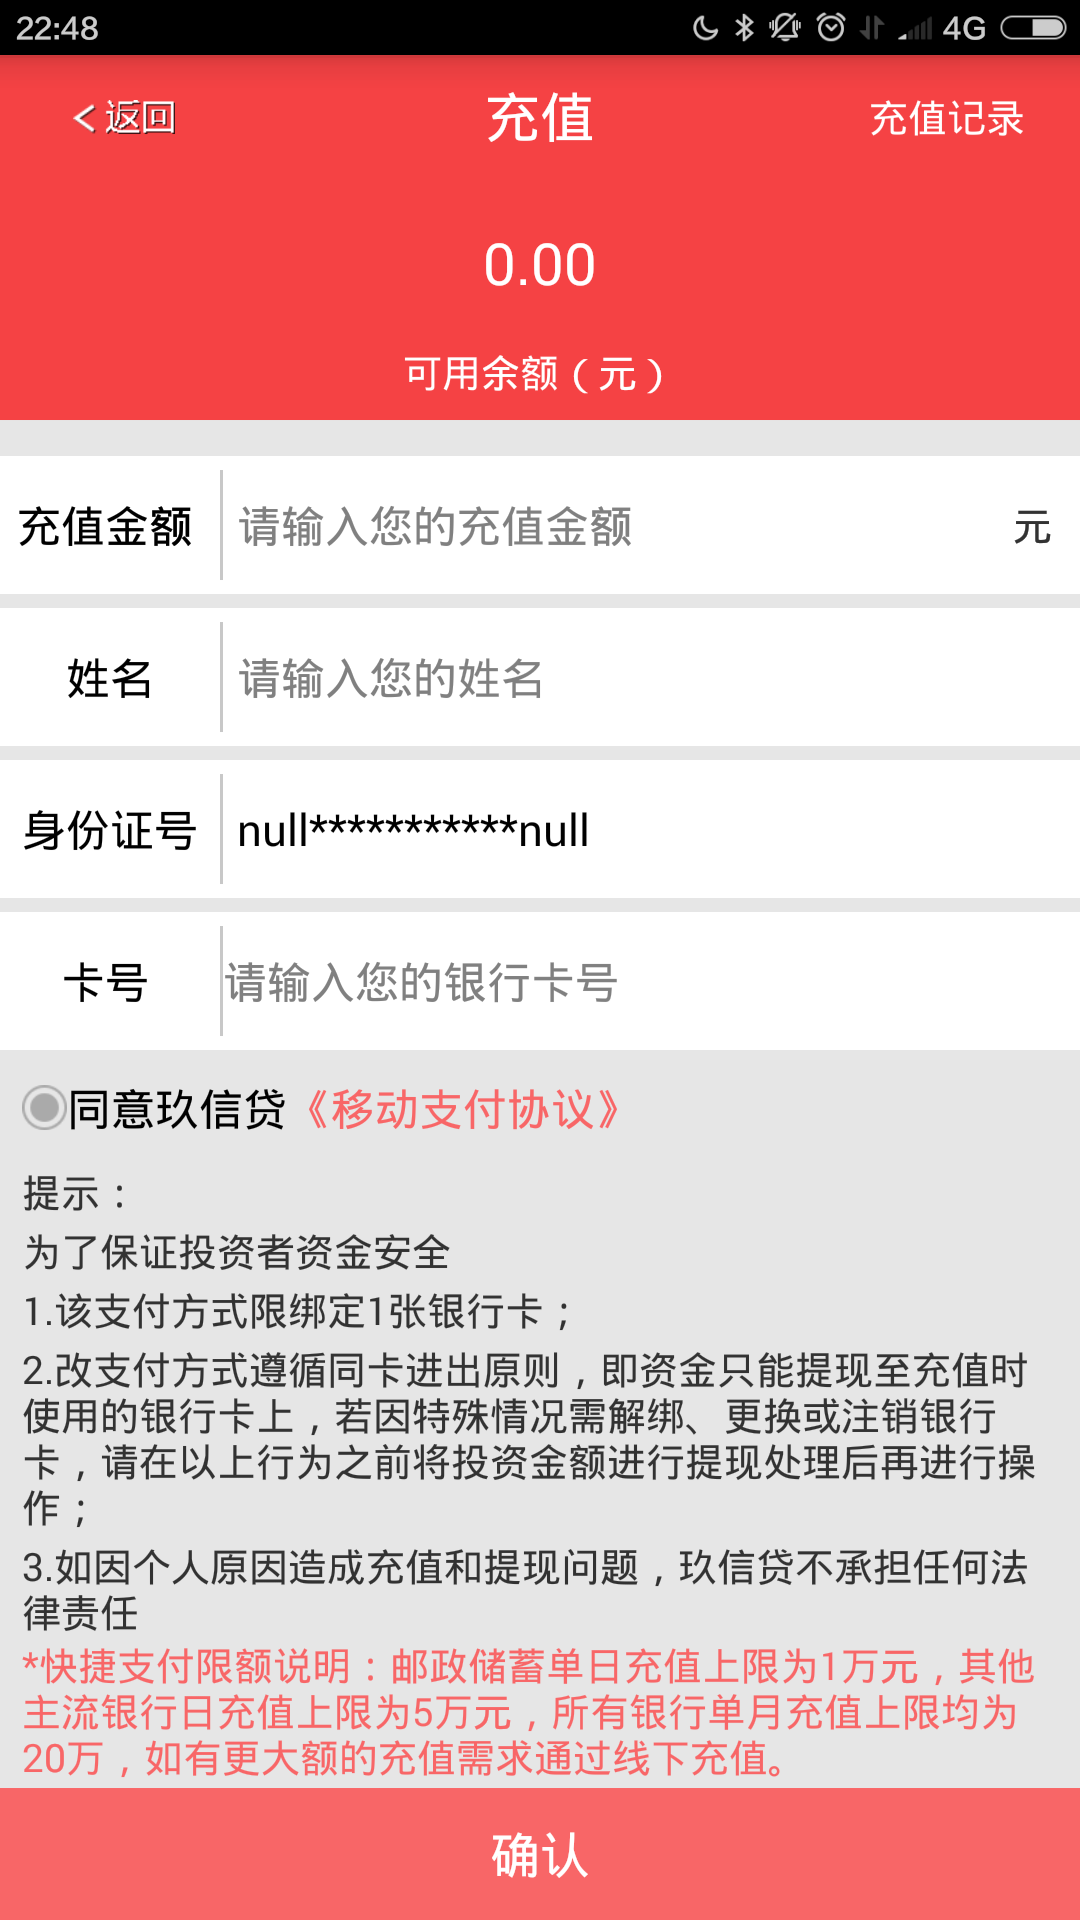 22:48 4G
<返回 充值 充值记录
0.00
可用余额（元）
充值金额 请输入您的充值金额 元
姓名 请输入您的姓名
身份证号 null***********null
卡号 请输入您的银行卡号
同意玖信贷《移动支付协议》
提示：
为了保证投资者资金安全
1.该支付方式限绑定1张银行卡；
2.改支付方式遵循同卡进出原则，即资金只能提现至充值时
使用的银行卡上，若因特殊情况需解绑、更换或注销银行
卡，请在以上行为之前将投资金额进行提现处理后再进行操
作；
3.如因个人原因造成充值和提现问题，玖信贷不承担任何法
律责任
*快捷支付限额说明：邮政储蓄单日充值上限为1万元，其他
主流银行日充值上限为5万元，所有银行单月充值上限均为
20万，如有更大额的充值需求通过线下充值。
确认